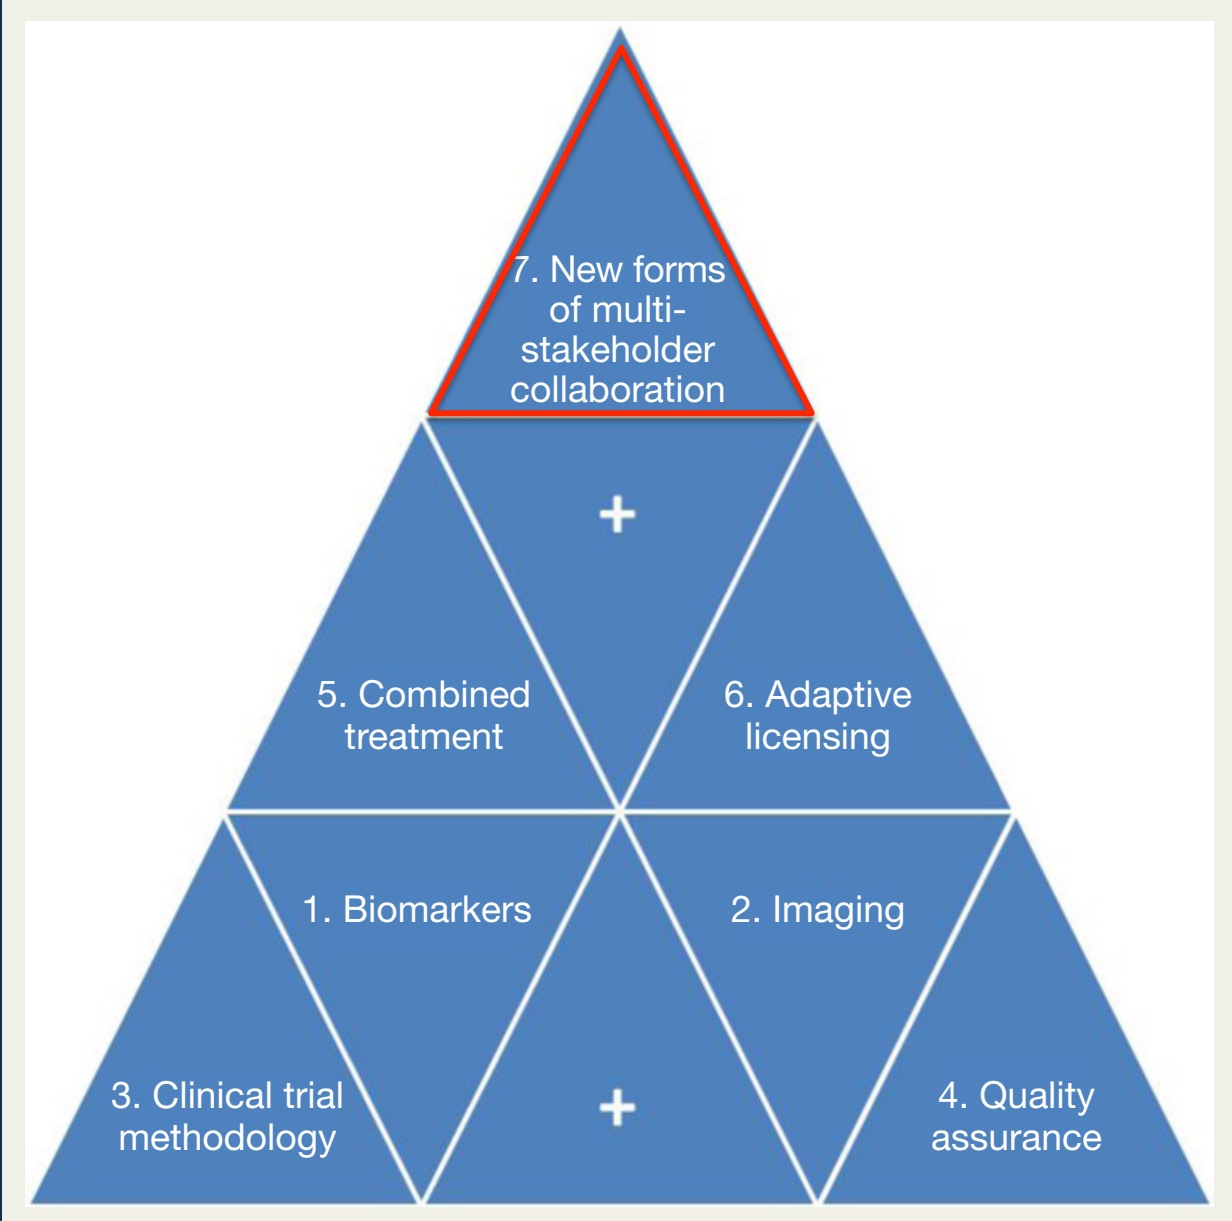 7. New forms
of multi-
stakeholder
collaboration
+
5. Combined
treatment
6. Adaptive
licensing
1. Biomarkers
2. Imaging
3. Clinical trial
methodology
+
4. Quality
assurance